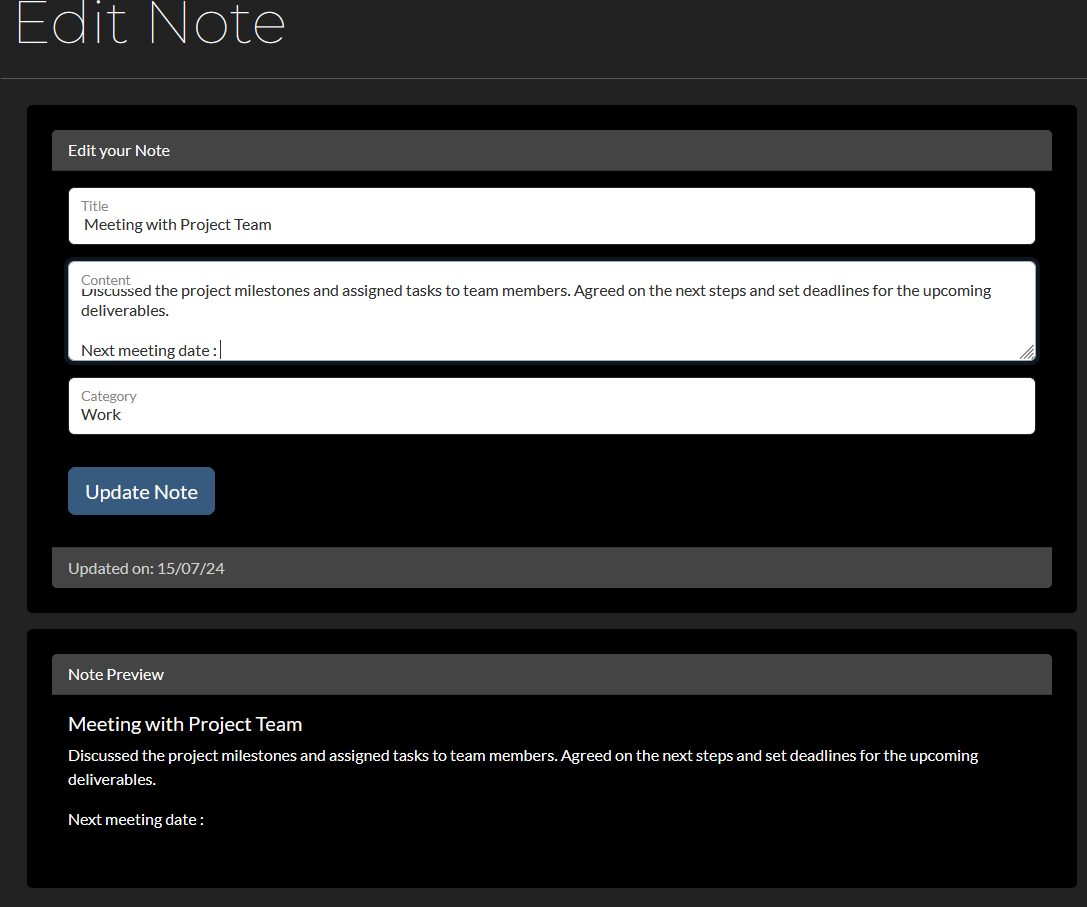 Edit Note
Edit your Note
Title
Meeting with Project Team
Content
Discussed the project milestones and assigned tasks to team members. Agreed on the next steps and set deadlines for the upcoming
deliverables.
Next meeting date :
Category
Work
Update Note
Updated on: 15/07/24
Note Preview
Meeting with Project Team
Discussed the project milestones and assigned tasks to team members. Agreed on the next steps and set deadlines for the upcoming
deliverables.
Next meeting date :